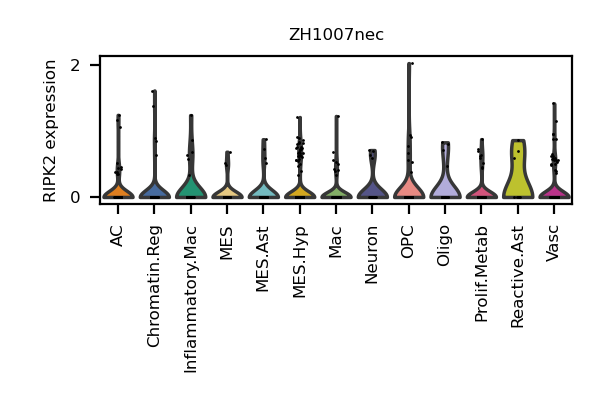 ZH1007nec
RIPK2 expression
2
0
AC
Chromatin.Reg
Inflammatory.Mac
MES
MES.Ast
MES.Hyp
Mac
Neuron
OPC
Oligo
Prolif.Metab
Reactive.Ast
Vasc